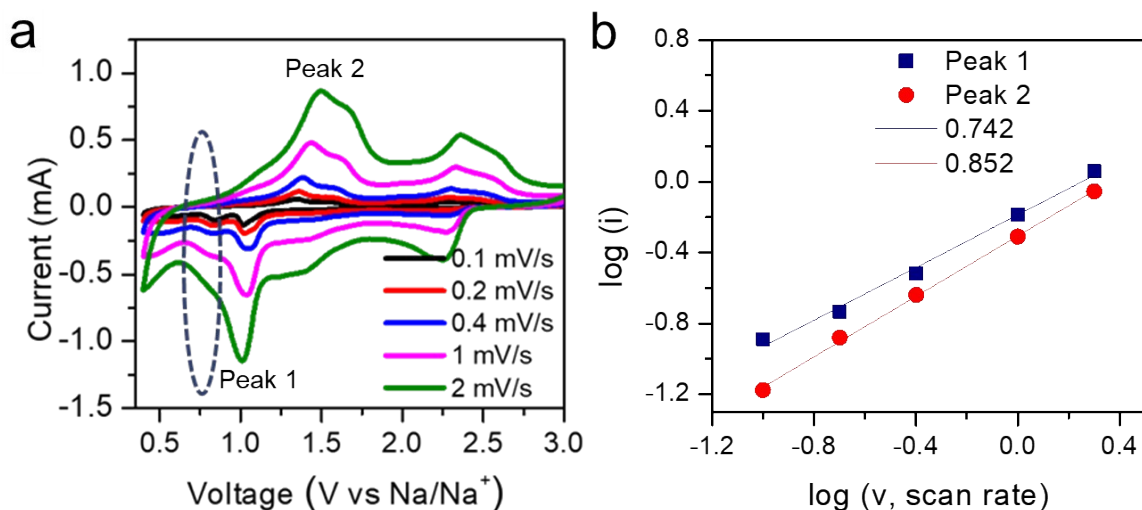 a
Peak 2
Peak 1
0.1 mV/s
0.2 mV/s
0.4 mV/s
1 mV/s
2 mV/s
1.0
0.5
0.0
-0.5
-1.0
-1.5
Current (mA)
0.5 1.0 1.5 2.0 2.5 3.0
Voltage (V vs Na/Na⁺)
b
Peak 1
Peak 2
0.742
0.852
0.8
0.4
0.0
-0.4
-0.8
-1.2
log (i)
-1.2 -0.8 -0.4 0.0 0.4
log (v, scan rate)